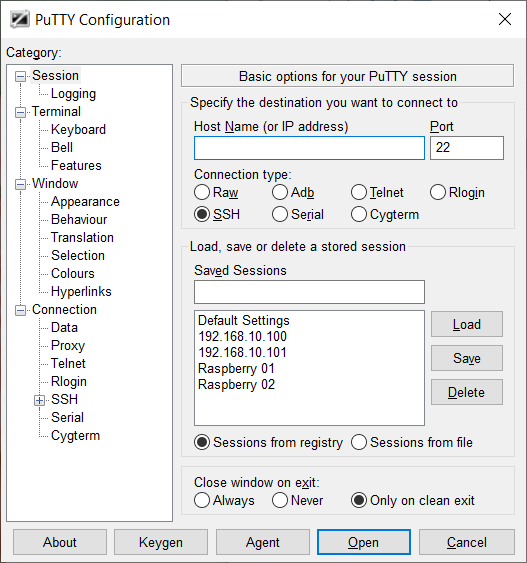 PuTTY Configuration
Category:
Session
Logging
Terminal
Keyboard
Bell
Features
Window
Appearance
Behaviour
Translation
Selection
Colours
Hyperlinks
Connection
Data
Proxy
Telnet
Rlogin
SSH
Serial
Cygterm
Basic options for your PuTTY session
Specify the destination you want to connect to
Host Name (or IP address) Port
22
Connection type:
Raw Adb Telnet Rlogin
SSH Serial Cygterm
Load, save or delete a stored session
Saved Sessions
Default Settings
192.168.10.100
192.168.10.101
Raspberry 01
Raspberry 02
Load
Save
Delete
Sessions from registry Sessions from file
Close window on exit:
Always Never Only on clean exit
About Keygen Agent Open Cancel